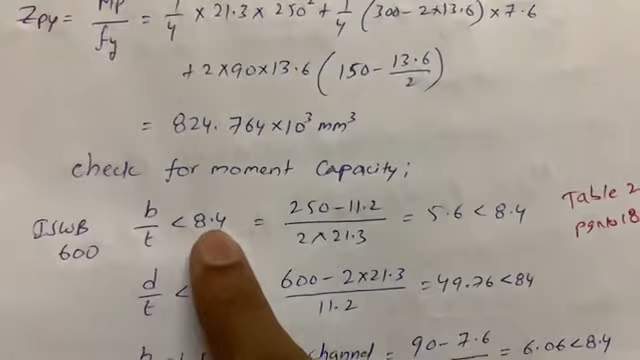 Zpy = Mp/fy = 1/4 × 21.3 × 250² + 1/4 (300 - 2×13.6) × 7.6
+ 2×90×13.6 (150 - 13.6/2)
= 824.764×10³ mm³
check for moment Capacity;
ISWB 600 b/t < 8.4 = 250-11.2/2×21.3 = 5.6 < 8.4 Table 2
d/t < 600-2×21.3/11.2 = 49.76 < 84
channel = 90-7.6 = 6.06 < 8.4